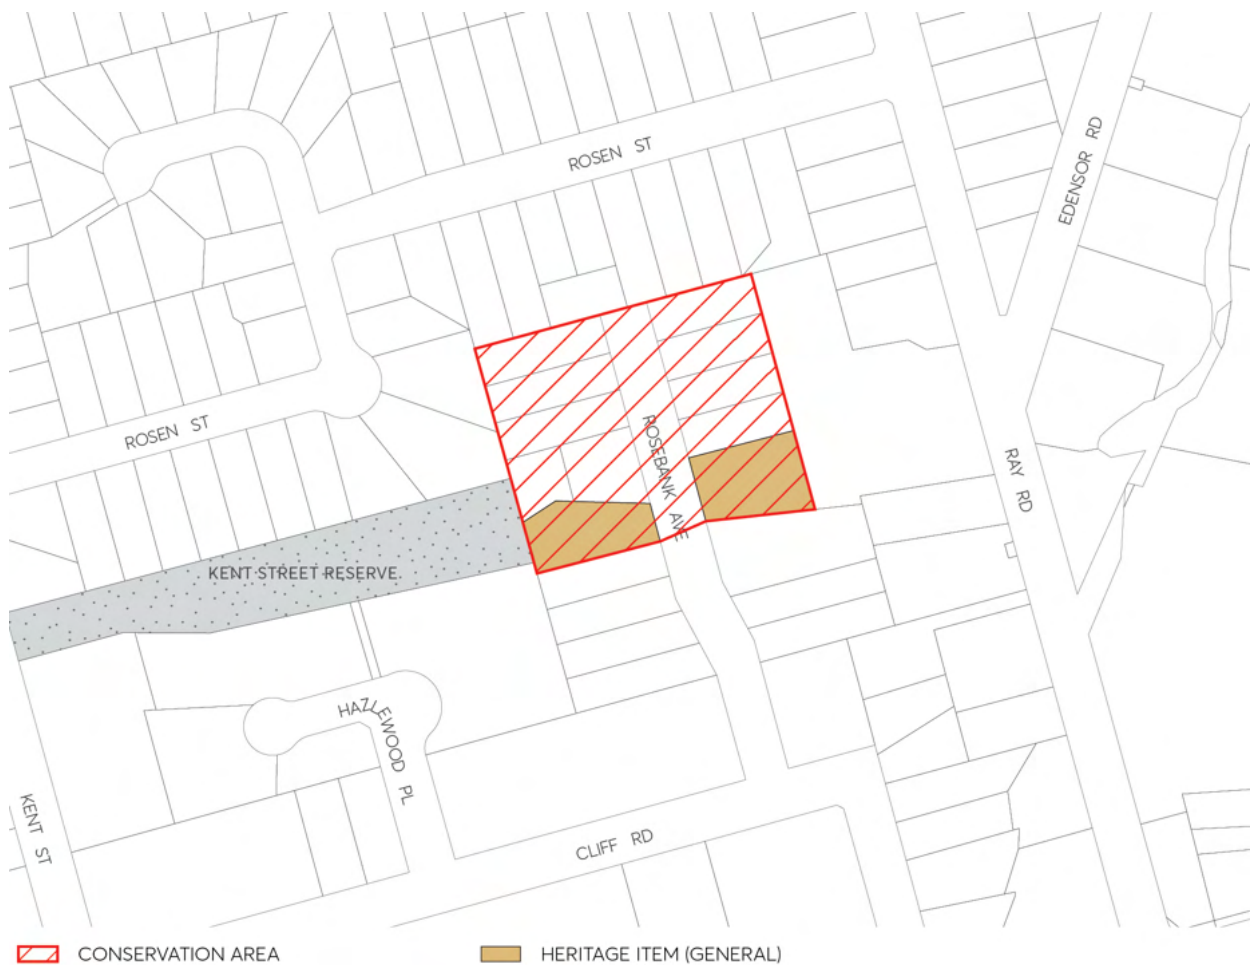 ROSEN ST
EDENSOR RD
ROSEN ST
ROSEBANK AVE
RAY RD
KENT STREET RESERVE
HAZLEWOOD PL
KENT ST
CLIFF RD
CONSERVATION AREA
HERITAGE ITEM (GENERAL)